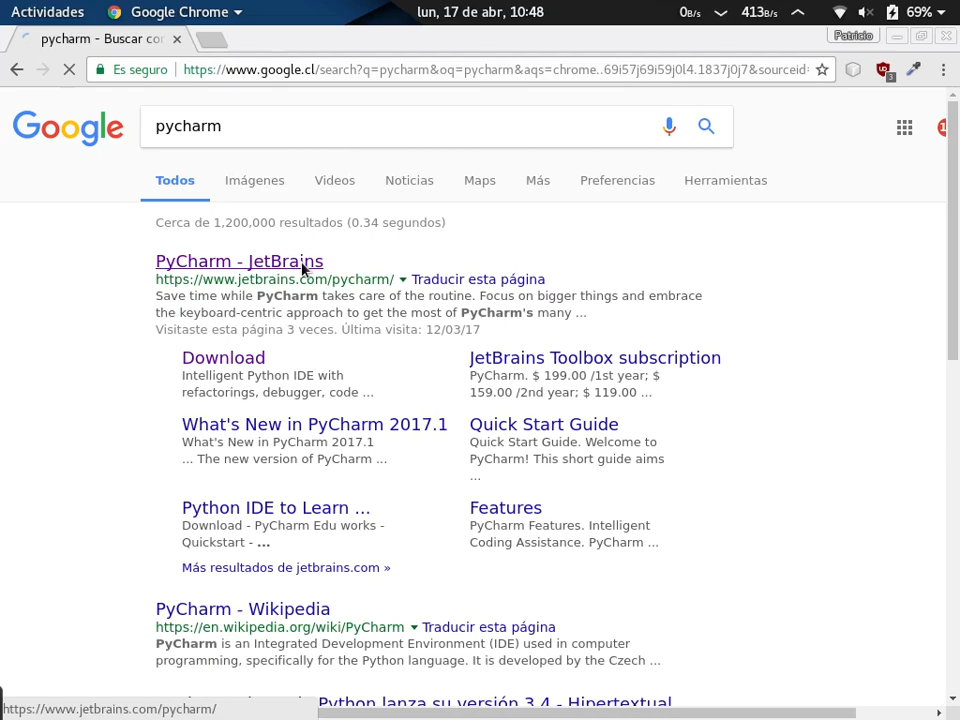 Actividades Google Chrome lun, 17 de abr, 10:48 0B/s 413B/s 69%
pycharm - Buscar co Patricio
Es seguro https://www.google.cl/search?q=pycharm&oq=pycharm&aqs=chrome..69i57j69i59j0l4.1837j0j7&sourceid= 3
Google pycharm
Todos Imágenes Videos Noticias Maps Más Preferencias Herramientas
Cerca de 1,200,000 resultados (0.34 segundos)
PyCharm - JetBrains
https://www.jetbrains.com/pycharm/ Traducir esta página
Save time while PyCharm takes care of the routine. Focus on bigger things and embrace
the keyboard-centric approach to get the most of PyCharm's many ...
Visitaste esta página 3 veces. Última visita: 12/03/17
Download
Intelligent Python IDE with
refactorings, debugger, code ...
JetBrains Toolbox subscription
PyCharm. $ 199.00 /1st year; $
159.00 /2nd year; $ 119.00 ...
What's New in PyCharm 2017.1
What's New in PyCharm 2017.1
... The new version of PyCharm ...
Quick Start Guide
Quick Start Guide. Welcome to
PyCharm! This short guide aims
...
Python IDE to Learn ...
Download - PyCharm Edu works -
Quickstart - ...
Features
PyCharm Features. Intelligent
Coding Assistance. PyCharm ...
Más resultados de jetbrains.com »
PyCharm - Wikipedia
https://en.wikipedia.org/wiki/PyCharm Traducir esta página
PyCharm is an Integrated Development Environment (IDE) used in computer
programming, specifically for the Python language. It is developed by the Czech ...
Python lanza su versión 3.4 - Hipertextual
https://www.jetbrains.com/pycharm/